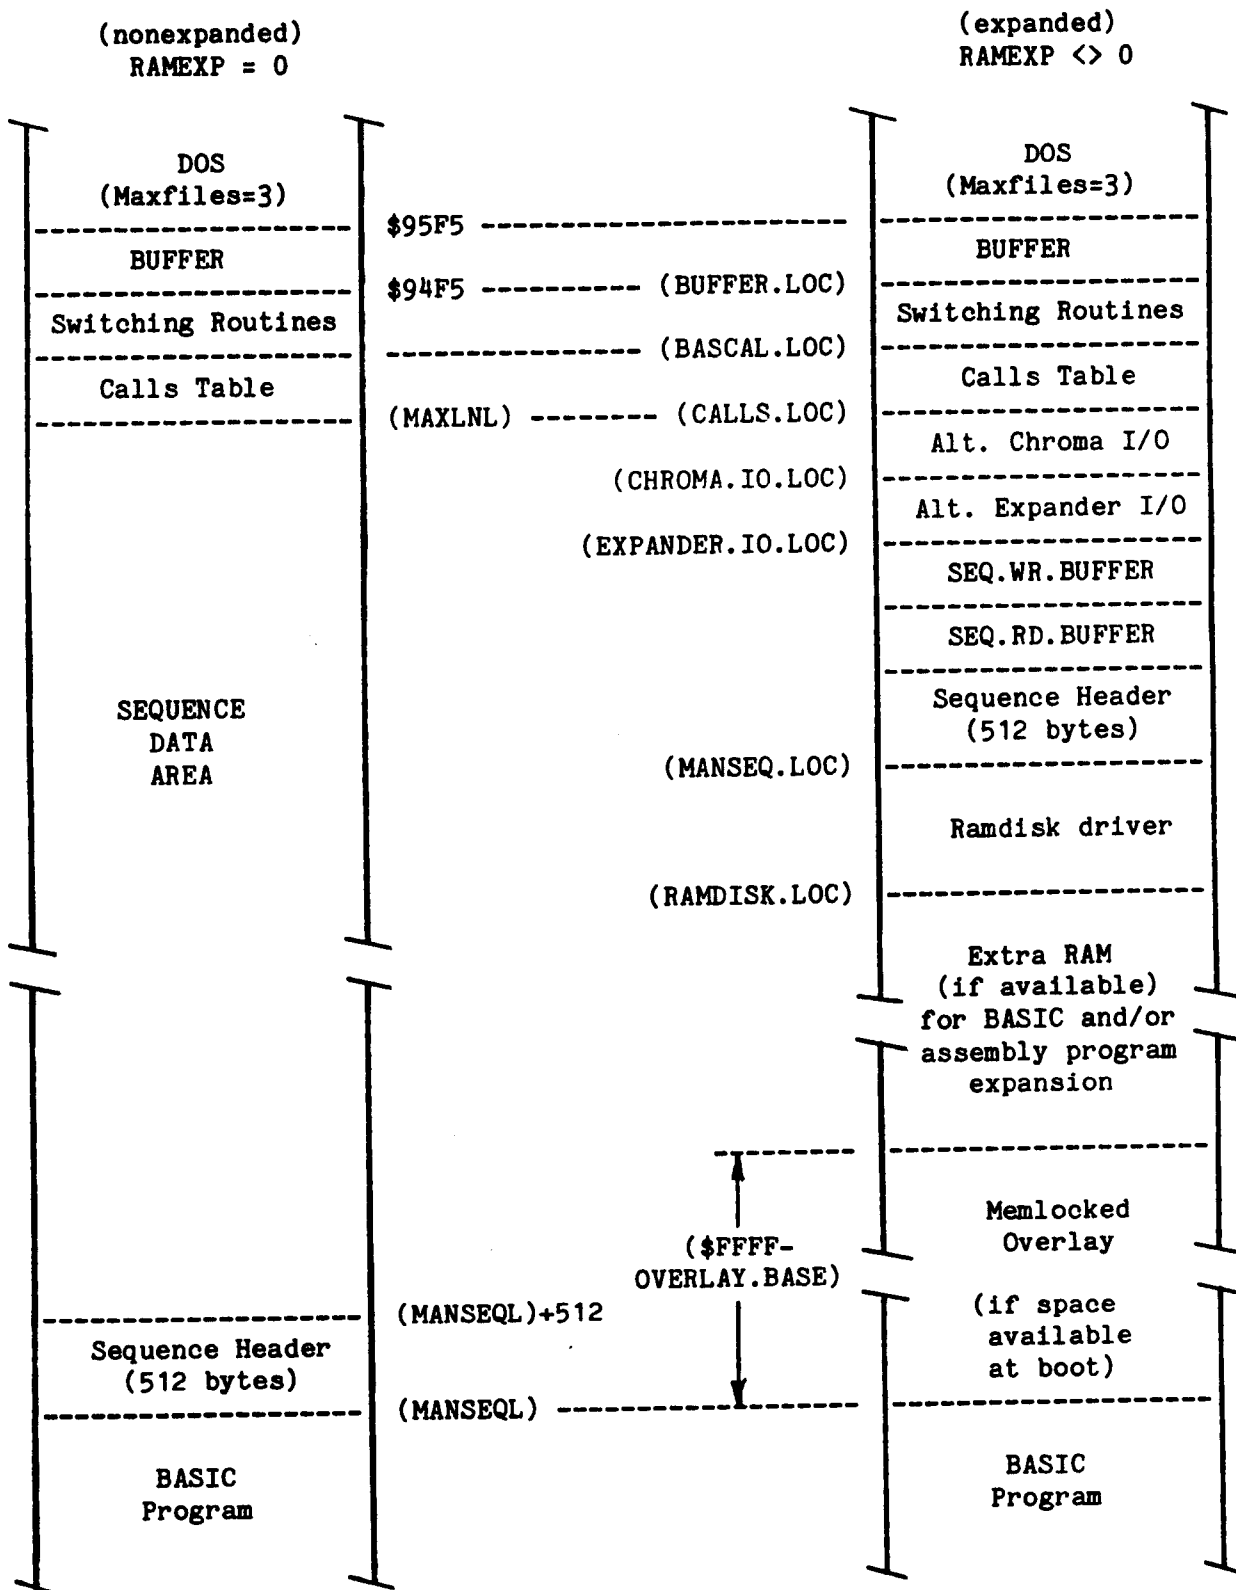 (nonexpanded)
RAMEXP = 0
(expanded)
RAMEXP <> 0
DOS
(Maxfiles=3)
DOS
(Maxfiles=3)
$95F5
BUFFER
BUFFER
$94F5
(BUFFER.LOC)
Switching Routines
Switching Routines
(BASCAL.LOC)
Calls Table
Calls Table
(MAXLNL)
(CALLS.LOC)
Alt. Chroma I/O
(CHROMA.IO.LOC)
Alt. Expander I/O
(EXPANDER.IO.LOC)
SEQ.WR.BUFFER
SEQ.RD.BUFFER
SEQUENCE
DATA
AREA
Sequence Header
(512 bytes)
(MANSEQ.LOC)
Ramdisk driver
(RAMDISK.LOC)
Extra RAM
(if available)
for BASIC and/or
assembly program
expansion
Memlocked
Overlay
(if space
available
at boot)
($FFFF-
OVERLAY.BASE)
(MANSEQL)+512
Sequence Header
(512 bytes)
(MANSEQL)
BASIC
Program
BASIC
Program